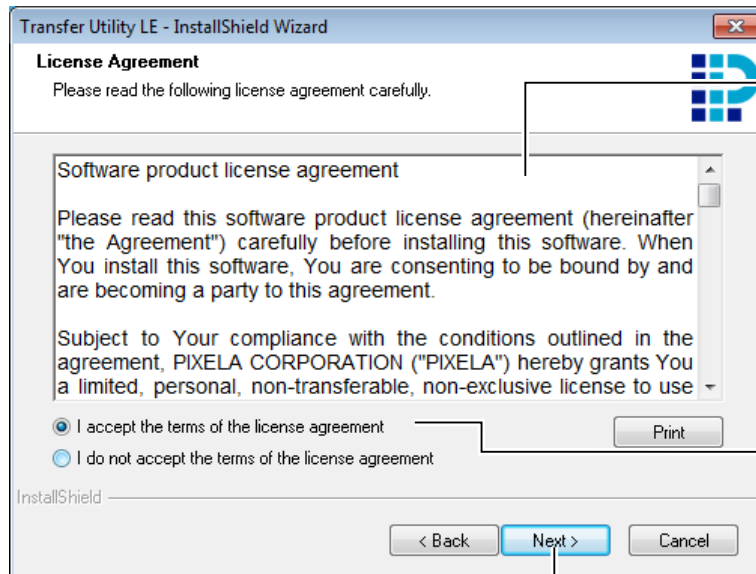 Transfer Utility LE - InstallShield Wizard
License Agreement
Please read the following license agreement carefully.
Software product license agreement
Please read this software product license agreement (hereinafter
"the Agreement") carefully before installing this software. When
You install this software, You are consenting to be bound by and
are becoming a party to this agreement.
Subject to Your compliance with the conditions outlined in the
agreement, PIXELA CORPORATION ("PIXELA") hereby grants You
a limited, personal, non-transferable, non-exclusive license to use
I accept the terms of the license agreement
Print
I do not accept the terms of the license agreement
InstallShield
< Back
Next >
Cancel